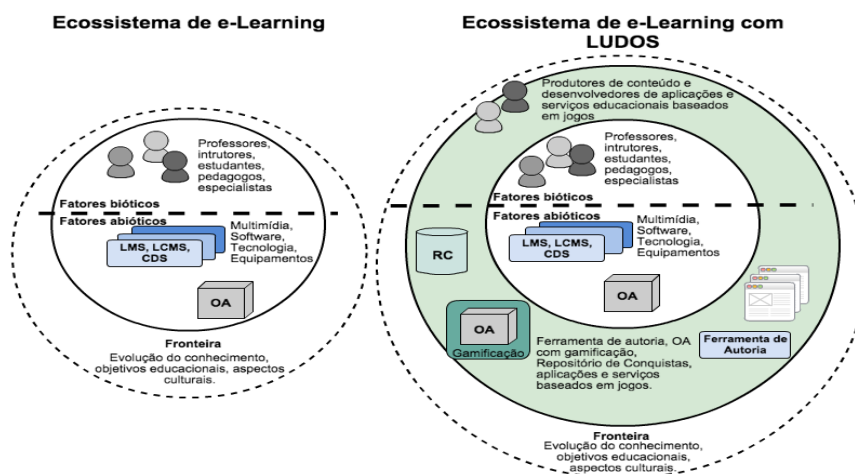 Ecossistema de e-Learning
Professores,
intrutores,
estudantes,
pedagogos,
especialistas
Fatores bióticos
Fatores abióticos
Multimídia,
Software,
Tecnologia,
Equipamentos
LMS, LCMS,
CDS
OA
Fronteira
Evolução do conhecimento,
objetivos educacionais, aspectos
culturais.
Ecossistema de e-Learning com
LUDOS
Produtores de conteúdo e
desenvolvedores de aplicações e
serviços educacionais baseados
em jogos
Professores,
intrutores,
estudantes,
pedagogos,
especialistas
Fatores bióticos
Fatores abióticos
Multimídia,
Software,
Tecnologia,
Equipamentos
LMS, LCMS,
CDS
RC
OA
OA
Gamificação
Ferramenta de autoria, OA
com gamificação,
Repositório de Conquistas,
aplicações e serviços
baseados em jogos.
Ferramenta de
Autoria
Fronteira
Evolução do conhecimento,
objetivos educacionais,
aspectos culturais.